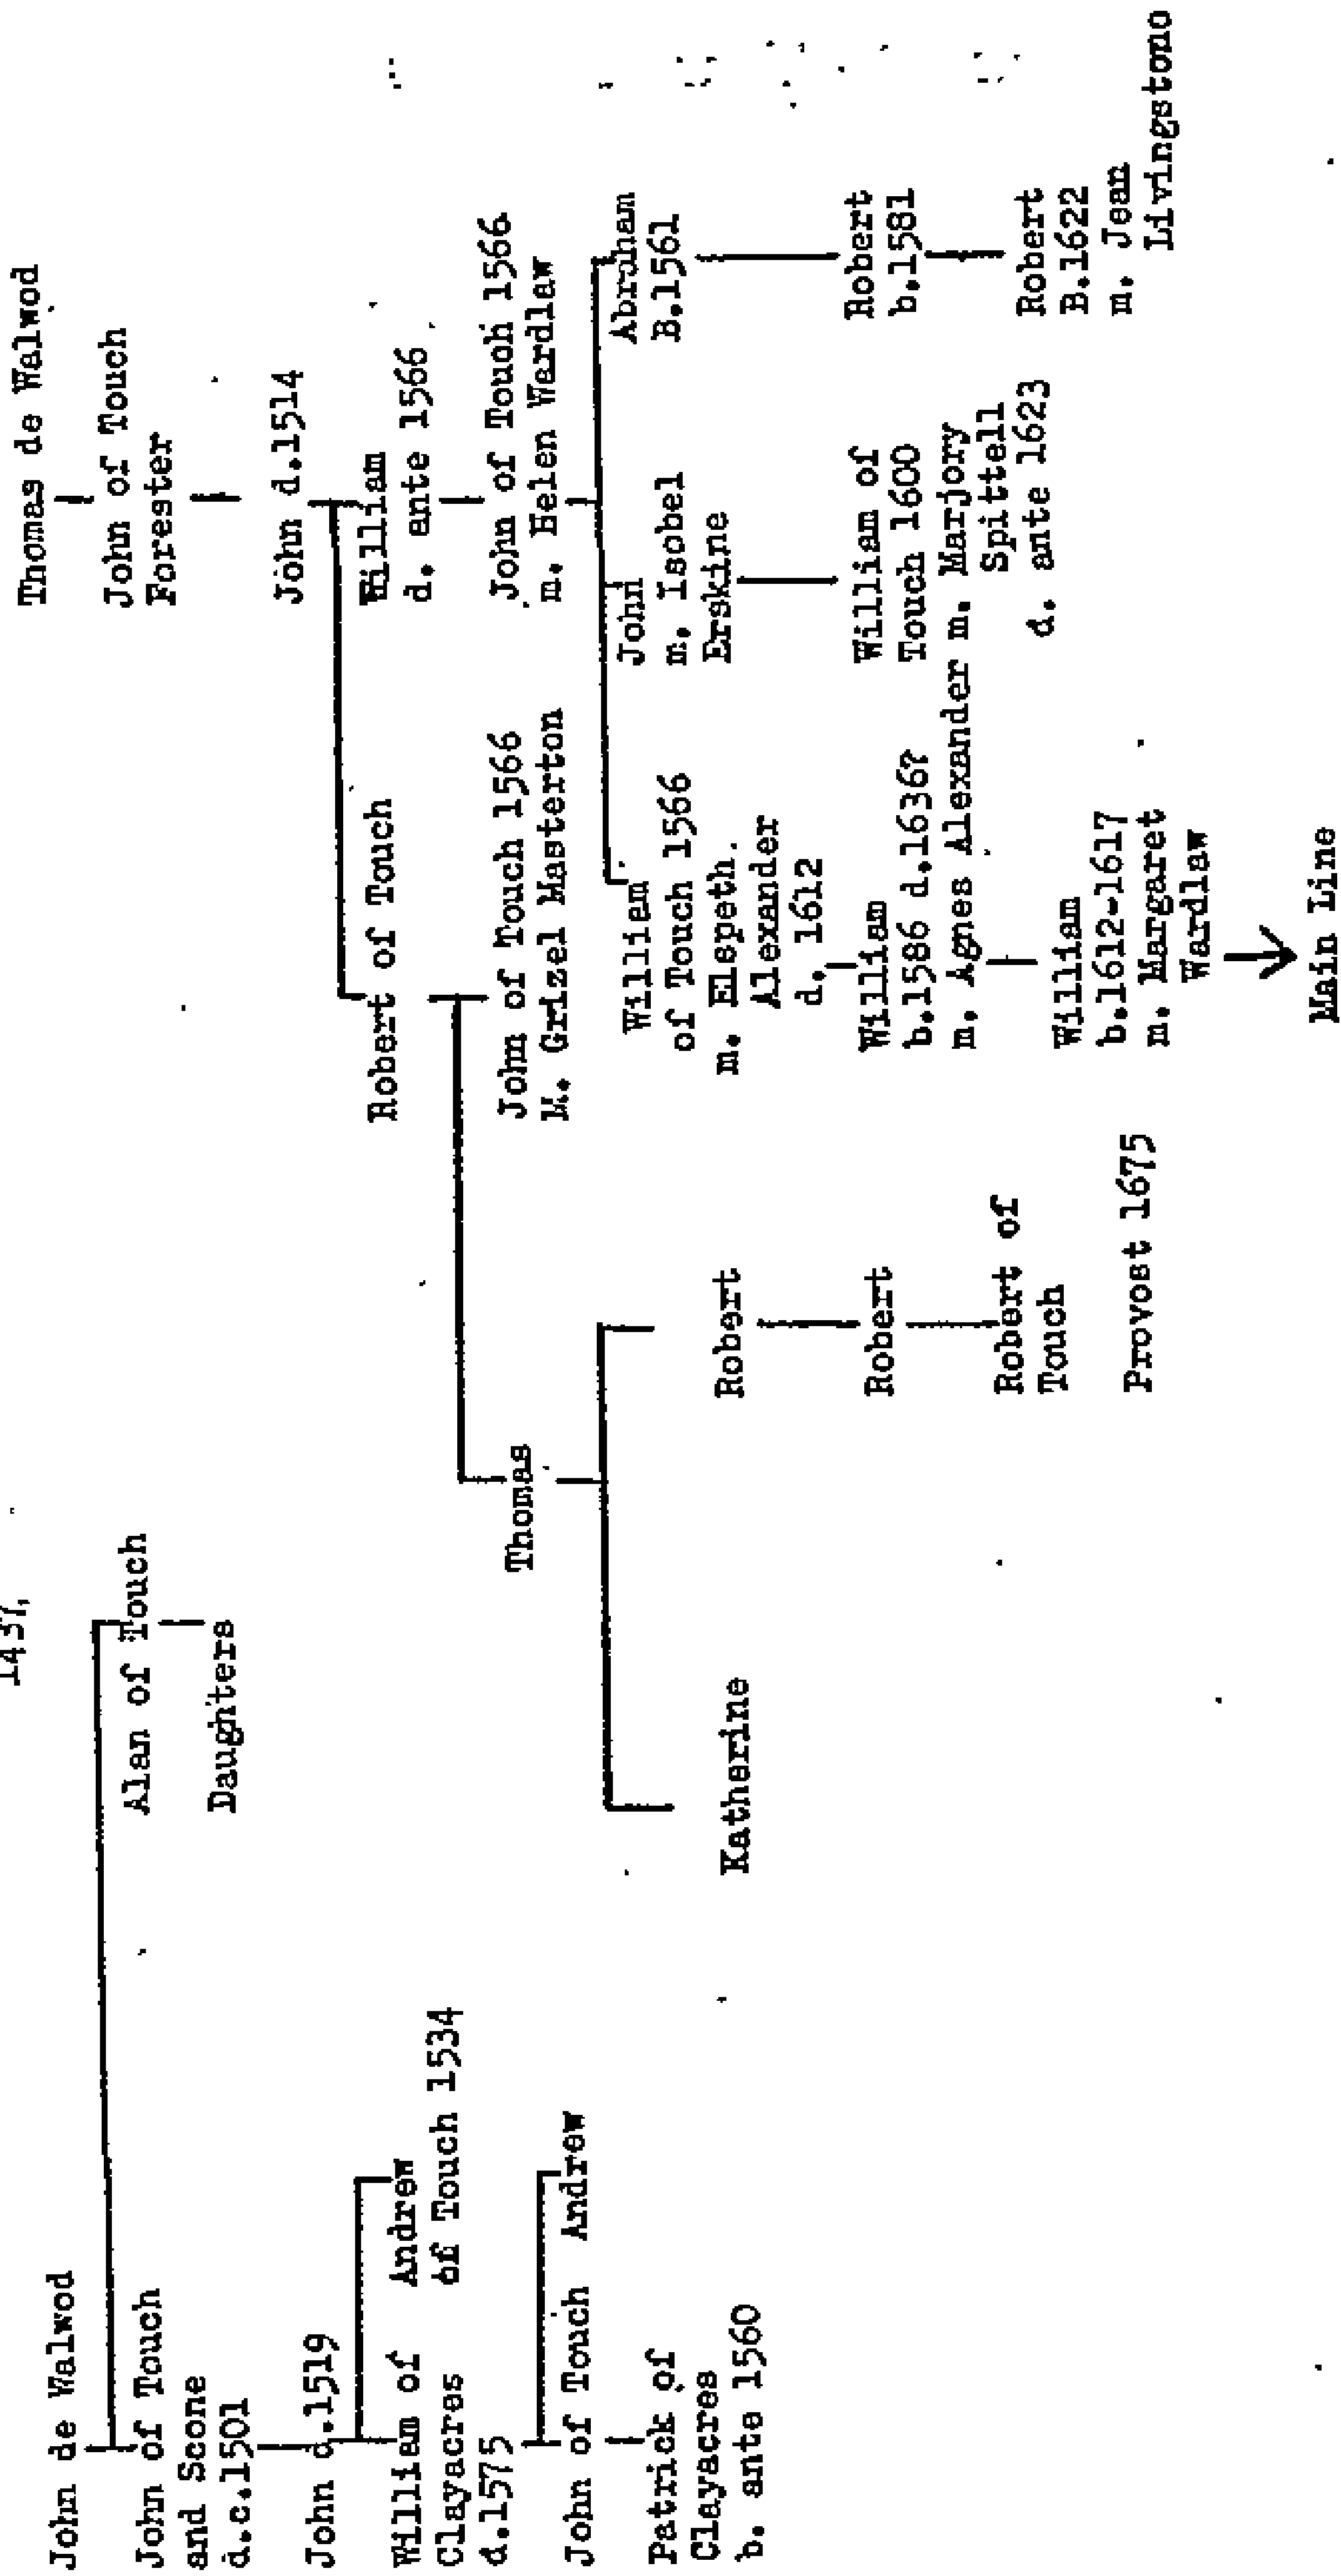 1437.
John de Walwod
Thomas de Walwod
John of Touch
and Scone
d.c.1501
Alan of Touch
Daughters
John of Touch
Forester
John d.1519
John d.1514
William of
Clayacres
d.1575
Andrew
of Touch 1534
Robert of Touch
William
d. ante 1566
John of Touch
Andrew
Thomas
John of Touch 1566
M. Grizel Masterton
John of Touch 1566
m. Helen Wardlaw
Patrick of
Clayacres
b. ante 1560
Katherine
Robert
William
of Touch 1566
m. Elspeth.
Alexander
d. 1612
John
m. Isobel
Erskine
Abraham
B.1561
Robert
William
b.1586 d.1636?
m. Agnes Alexander
William of
Touch 1600
m. Marjory
Spittell
d. ante 1623
Robert
b.1581
Robert of
Touch
Provost 1675
William
b.1612-1617
m. Margaret
Wardlaw
Robert
B.1622
m. Jean
Livingstono
Main Line